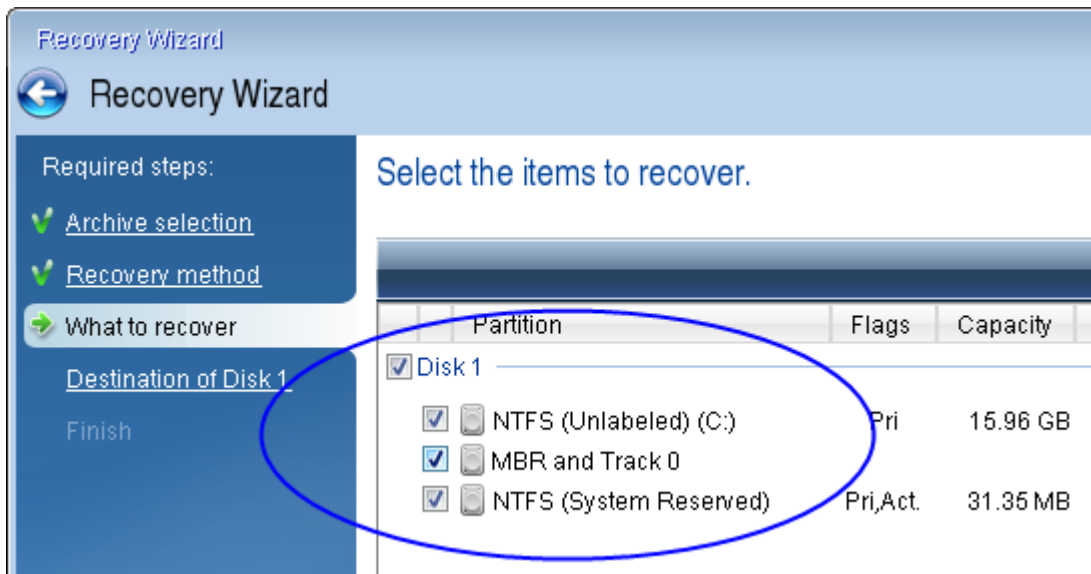 Recovery Wizard
Recovery Wizard
Required steps:
Archive selection
Recovery method
What to recover
Destination of Disk 1
Finish
Select the items to recover.
Partition Flags Capacity
Disk 1
NTFS (Unlabeled) (C:) Pri 15.96 GB
MBR and Track 0
NTFS (System Reserved) Pri,Act. 31.35 MB